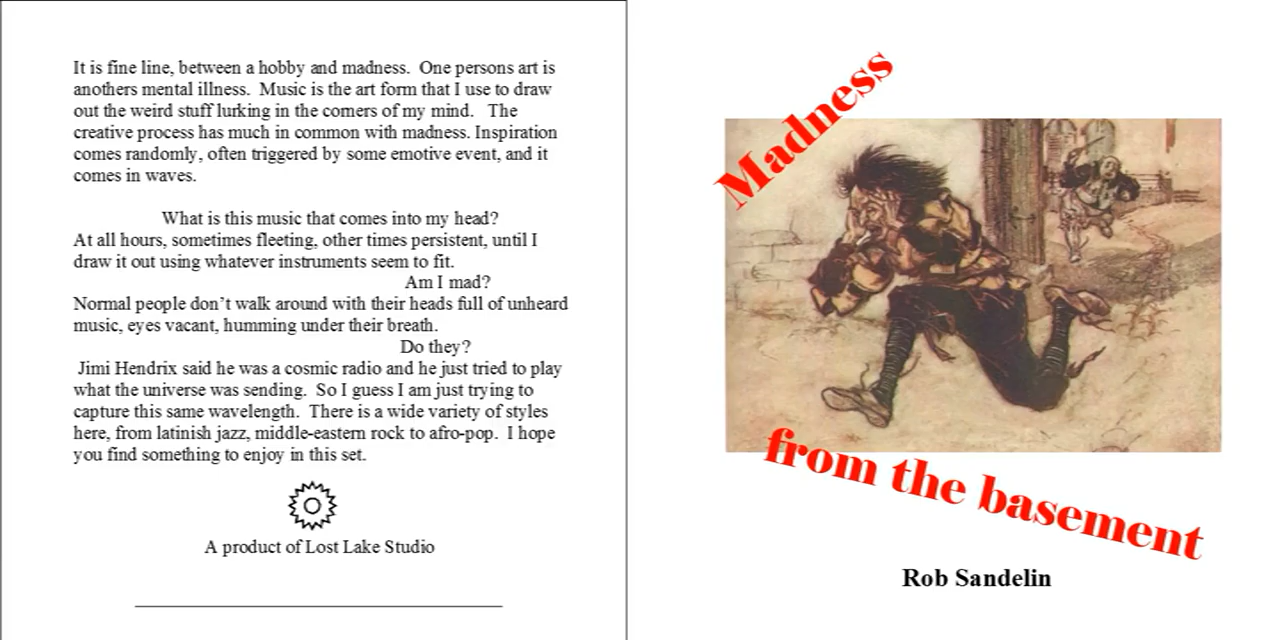 It is fine line, between a hobby and madness. One persons art is
anothers mental illness. Music is the art form that I use to draw
out the weird stuff lurking in the corners of my mind. The
creative process has much in common with madness. Inspiration
comes randomly, often triggered by some emotive event, and it
comes in waves.
What is this music that comes into my head?
At all hours, sometimes fleeting, other times persistent, until I
draw it out using whatever instruments seem to fit.
Am I mad?
Normal people don't walk around with their heads full of unheard
music, eyes vacant, humming under their breath.
Do they?
Jimi Hendrix said he was a cosmic radio and he just tried to play
what the universe was sending. So I guess I am just trying to
capture this same wavelength. There is a wide variety of styles
here, from latinish jazz, middle-eastern rock to afro-pop. I hope
you find something to enjoy in this set.
A product of Lost Lake Studio
Madness
from the basement
Rob Sandelin